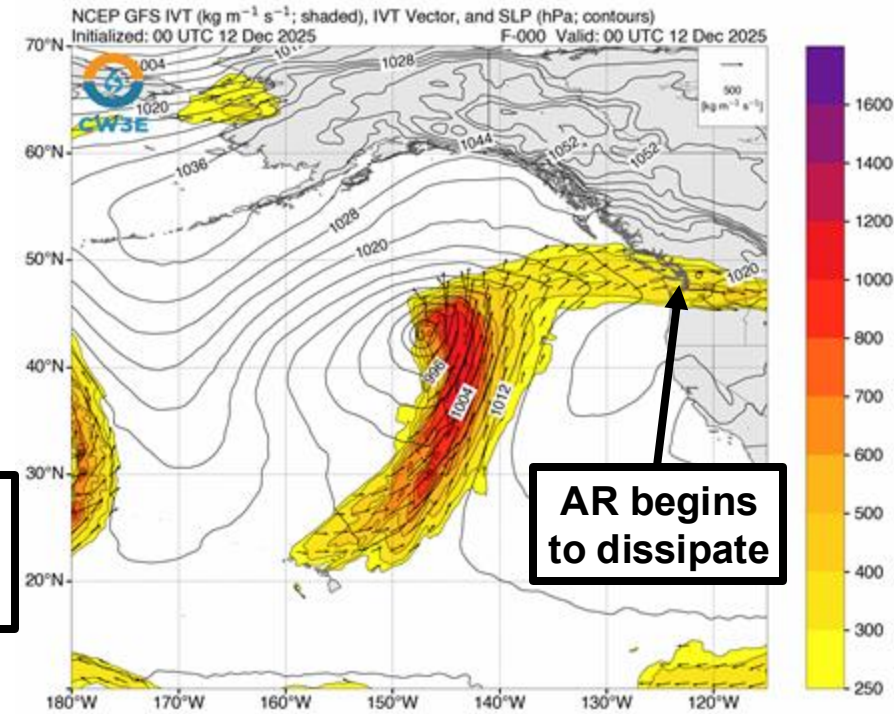 NCEP GFS IVT (kg m⁻¹ s⁻¹; shaded), IVT Vector, and SLP (hPa; contours)
Initialized: 00 UTC 12 Dec 2025 F-000 Valid: 00 UTC 12 Dec 2025
70°N
60°N
50°N
40°N
30°N
20°N
180°W
170°W
160°W
150°W
140°W
130°W
120°W
CW3E
500
[kg m⁻¹ s⁻¹]
1004
1020
1028
1036
1044
1052
1052
1028
1020
1020
996
1004
1012
AR begins
to dissipate
1600
1400
1200
1000
800
700
600
500
400
300
250